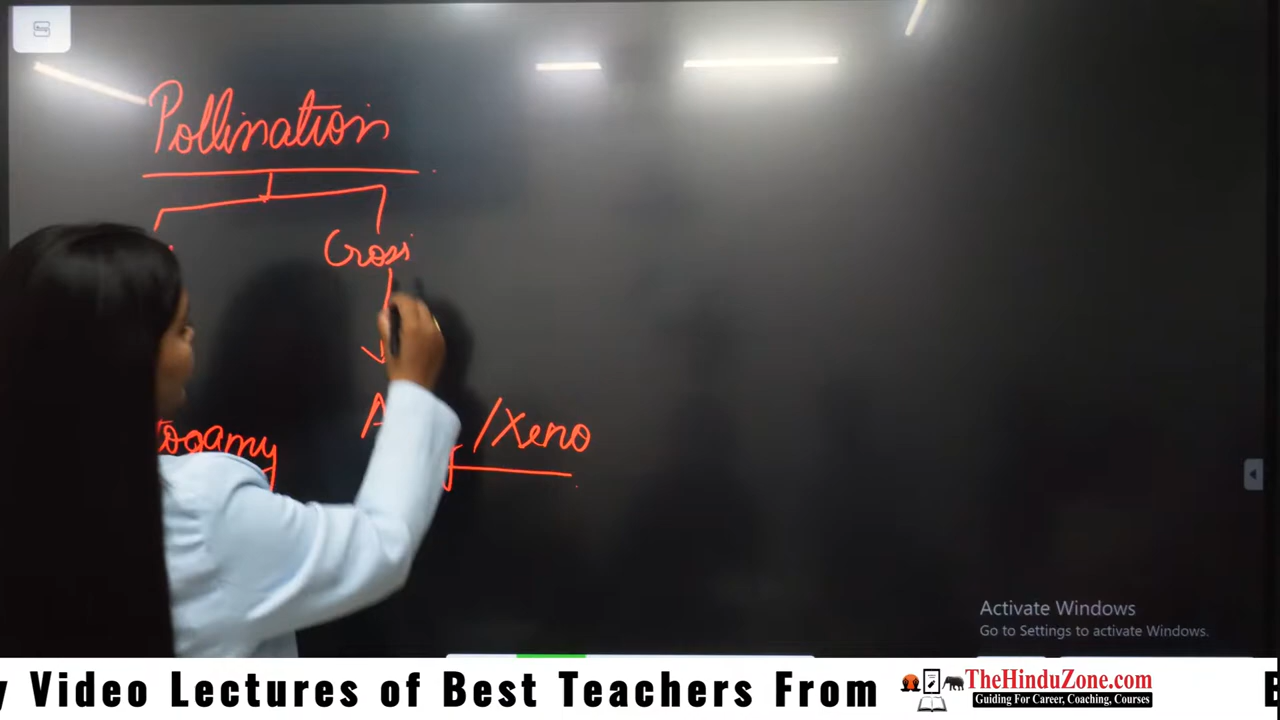 Pollination
Cross
togamy
A
/Xeno
Activate Windows
Go to Settings to activate Windows.
y Video Lectures of Best Teachers From
TheHinduZone.com
Guiding For Career, Coaching, Courses
E